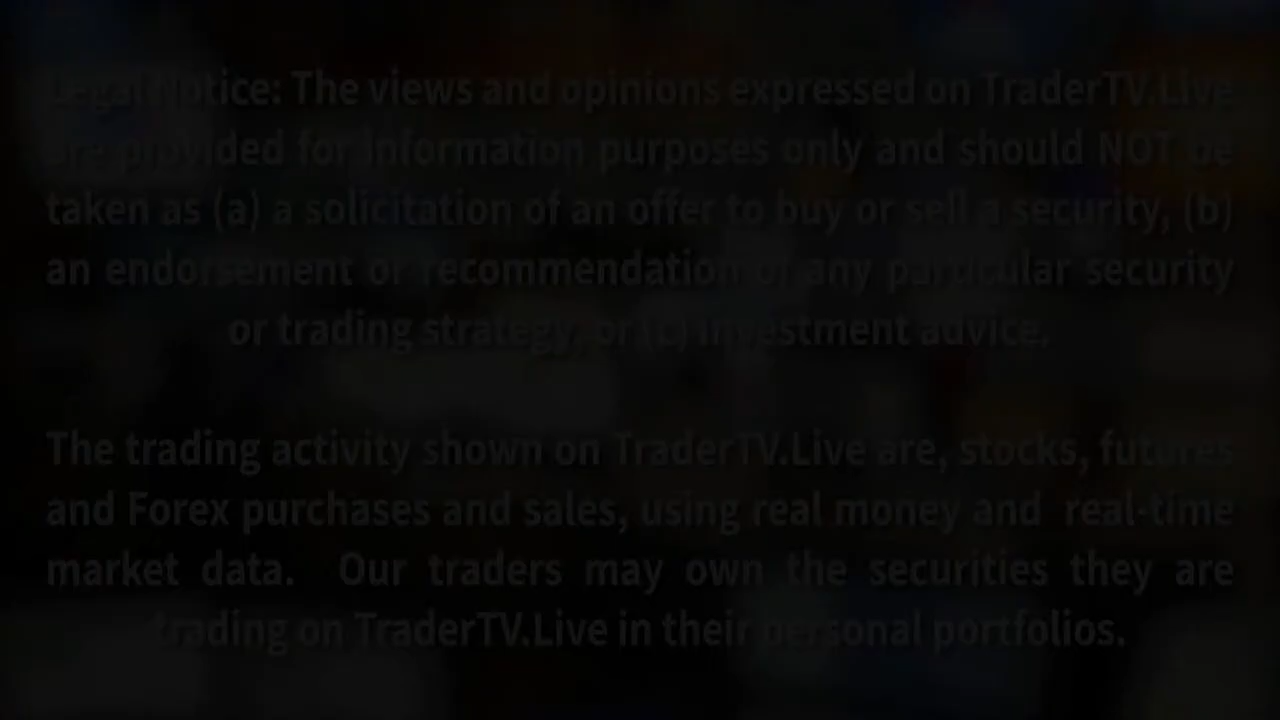 Legal Notice: The views and opinions expressed on TraderTV.Live
are provided for information purposes only and should NOT be
taken as (a) a solicitation of an offer to buy or sell a security, (b)
an endorsement or recommendation of any particular security
or trading strategy, or (c) investment advice.
The trading activity shown on TraderTV.Live are, stocks, futures
and Forex purchases and sales, using real money and real-time
market data. Our traders may own the securities they are
trading on TraderTV.Live in their personal portfolios.